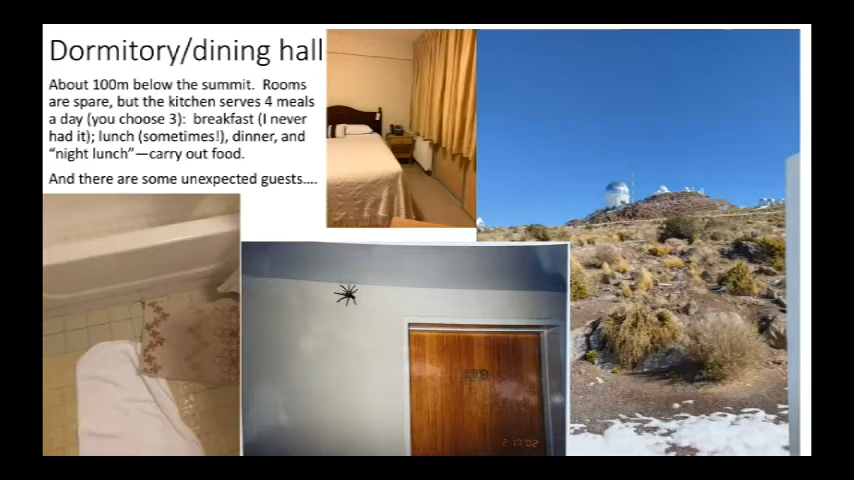 Dormitory/dining hall
About 100m below the summit.  Rooms
are spare, but the kitchen serves 4 meals
a day (you choose 3):  breakfast (I never
had it); lunch (sometimes!), dinner, and
“night lunch”—carry out food.
And there are some unexpected guests....